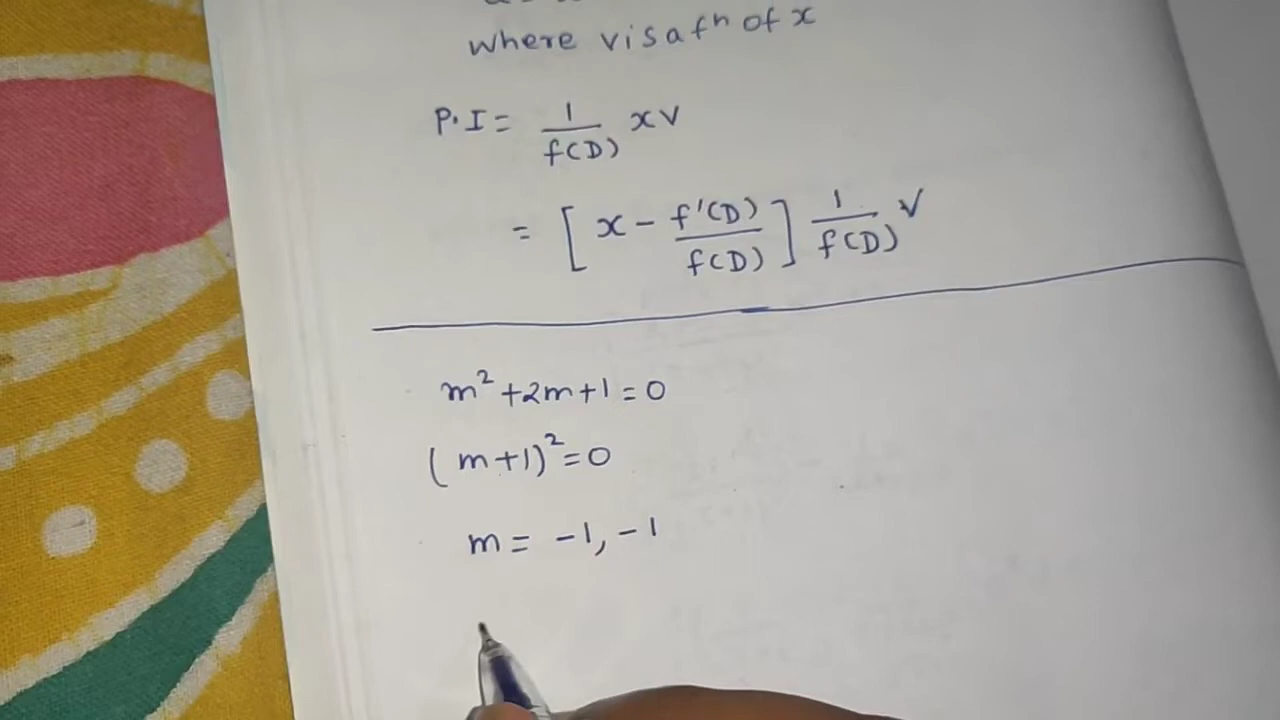 where v is a fⁿ of x
P.I = 1/f(D) xV
= [x - f'(D)/f(D)] 1/f(D) V
m² + 2m + 1 = 0
(m+1)² = 0
m = -1, -1